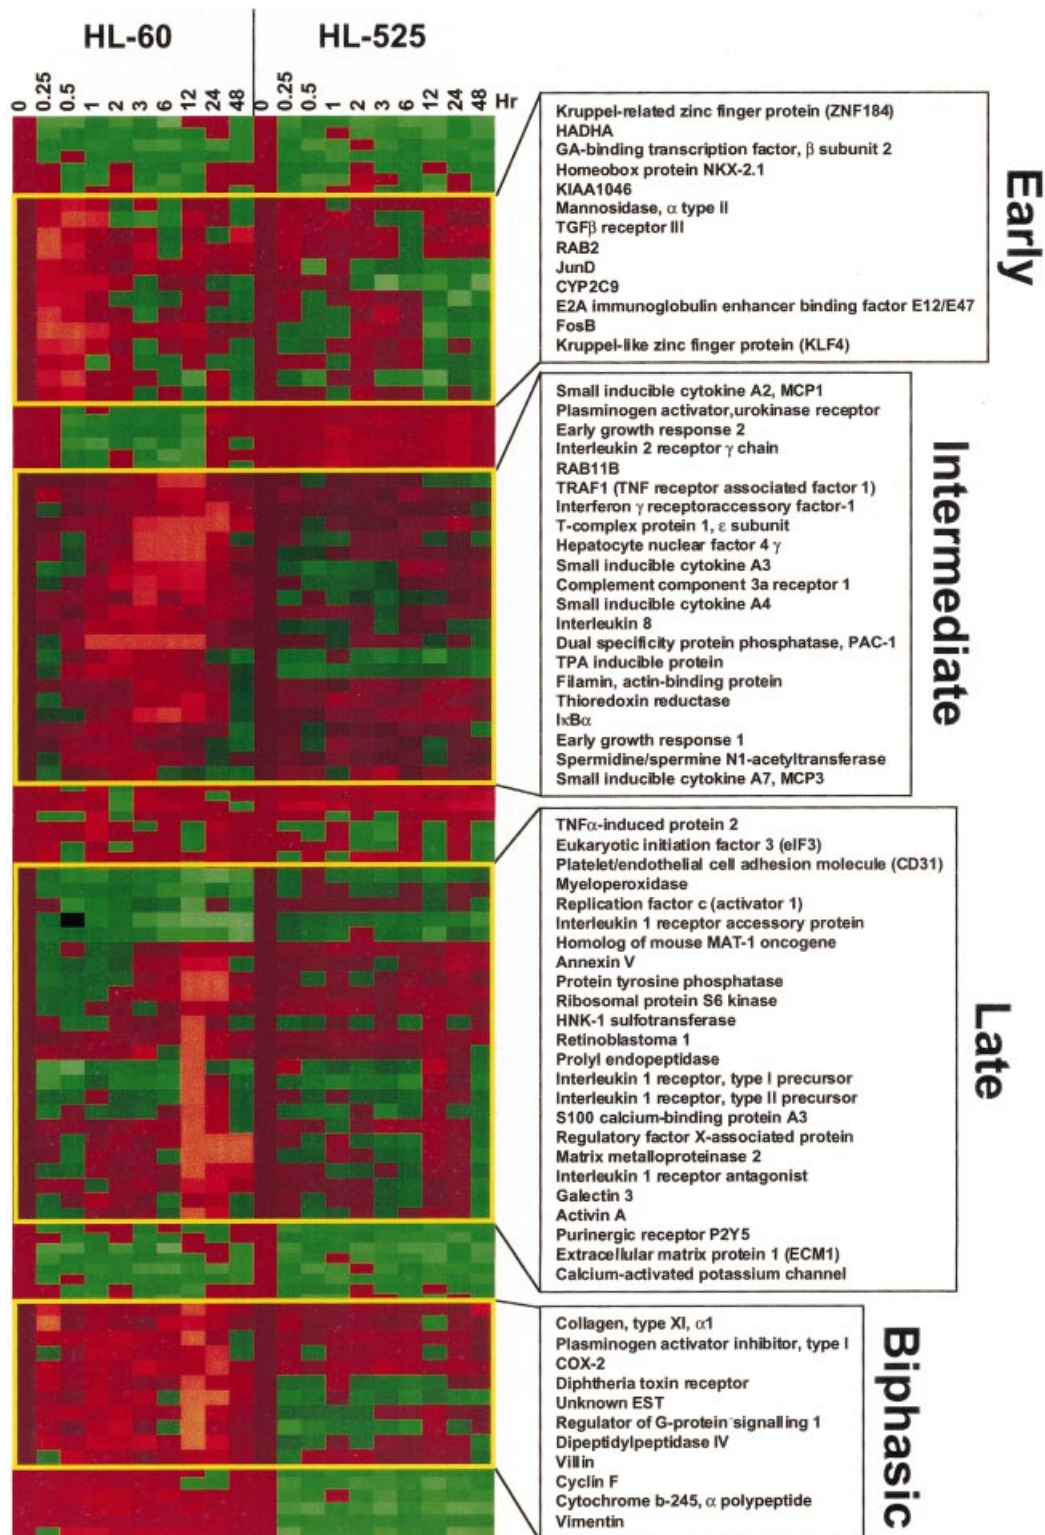 HL-60 HL-525
0 0.25 0.5 1 2 3 6 12 24 48 0 0.25 0.5 1 2 3 6 12 24 48 Hr
Early
Kruppel-related zinc finger protein (ZNF184)
HADHA
GA-binding transcription factor, β subunit 2
Homeobox protein NKX-2.1
KIAA1046
Mannosidase, α type II
TGFβ receptor III
RAB2
JunD
CYP2C9
E2A immunoglobulin enhancer binding factor E12/E47
FosB
Kruppel-like zinc finger protein (KLF4)
Intermediate
Small inducible cytokine A2, MCP1
Plasminogen activator,urokinase receptor
Early growth response 2
Interleukin 2 receptor γ chain
RAB11B
TRAF1 (TNF receptor associated factor 1)
Interferon γ receptoraccessory factor-1
T-complex protein 1, ε subunit
Hepatocyte nuclear factor 4 γ
Small inducible cytokine A3
Complement component 3a receptor 1
Small inducible cytokine A4
Interleukin 8
Dual specificity protein phosphatase, PAC-1
TPA inducible protein
Filamin, actin-binding protein
Thioredoxin reductase
IκBα
Early growth response 1
Spermidine/spermine N1-acetyltransferase
Small inducible cytokine A7, MCP3
Late
TNFα-induced protein 2
Eukaryotic initiation factor 3 (eIF3)
Platelet/endothelial cell adhesion molecule (CD31)
Myeloperoxidase
Replication factor c (activator 1)
Interleukin 1 receptor accessory protein
Homolog of mouse MAT-1 oncogene
Annexin V
Protein tyrosine phosphatase
Ribosomal protein S6 kinase
HNK-1 sulfotransferase
Retinoblastoma 1
Prolyl endopeptidase
Interleukin 1 receptor, type I precursor
Interleukin 1 receptor, type II precursor
S100 calcium-binding protein A3
Regulatory factor X-associated protein
Matrix metalloproteinase 2
Interleukin 1 receptor antagonist
Galectin 3
Activin A
Purinergic receptor P2Y5
Extracellular matrix protein 1 (ECM1)
Calcium-activated potassium channel
Biphasic
Collagen, type XI, α1
Plasminogen activator inhibitor, type I
COX-2
Diphtheria toxin receptor
Unknown EST
Regulator of G-protein signalling 1
Dipeptidylpeptidase IV
Villin
Cyclin F
Cytochrome b-245, α polypeptide
Vimentin